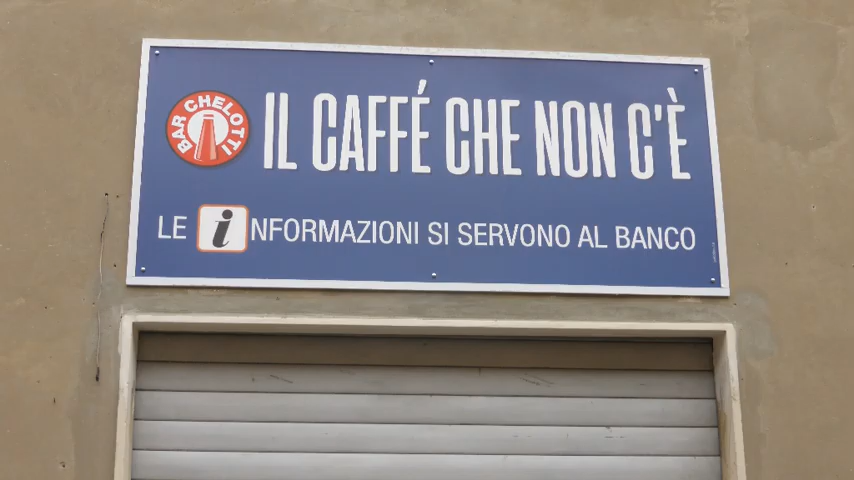 BAR CHELOTTI
IL CAFFÉ CHE NON C'È
LE iNFORMAZIONI SI SERVONO AL BANCO